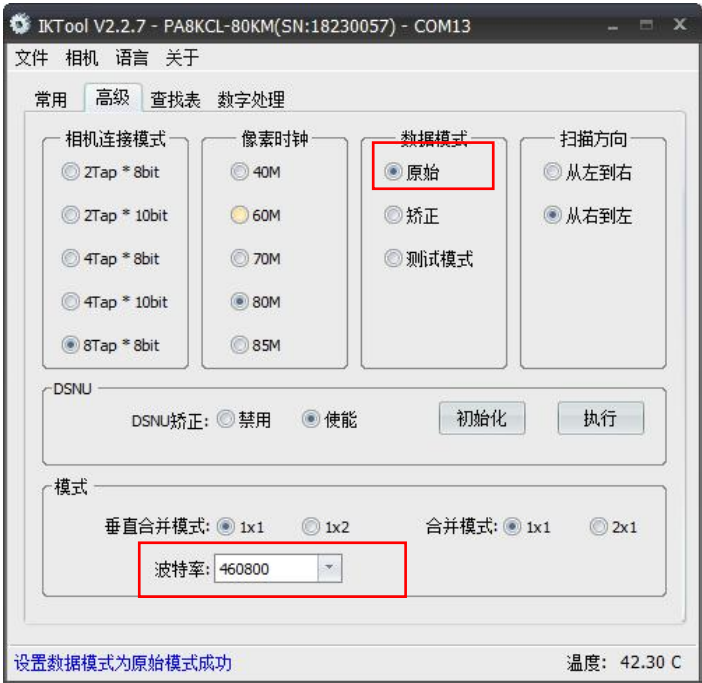 IKTool V2.2.7 - PA8KCL-80KM(SN:18230057) - COM13
文件 相机 语言 关于
常用 高级 查找表 数字处理
相机连接模式 像素时钟 数据模式 扫描方向
2Tap * 8bit 40M 原始 从左到右
2Tap * 10bit 60M 矫正 从右到左
4Tap * 8bit 70M 测试模式
4Tap * 10bit 80M
8Tap * 8bit 85M
DSNU
DSNU矫正: 禁用 使能 初始化 执行
模式
垂直合并模式: 1x1 1x2 合并模式: 1x1 2x1
波特率: 460800
设置数据模式为原始模式成功 温度: 42.30 C